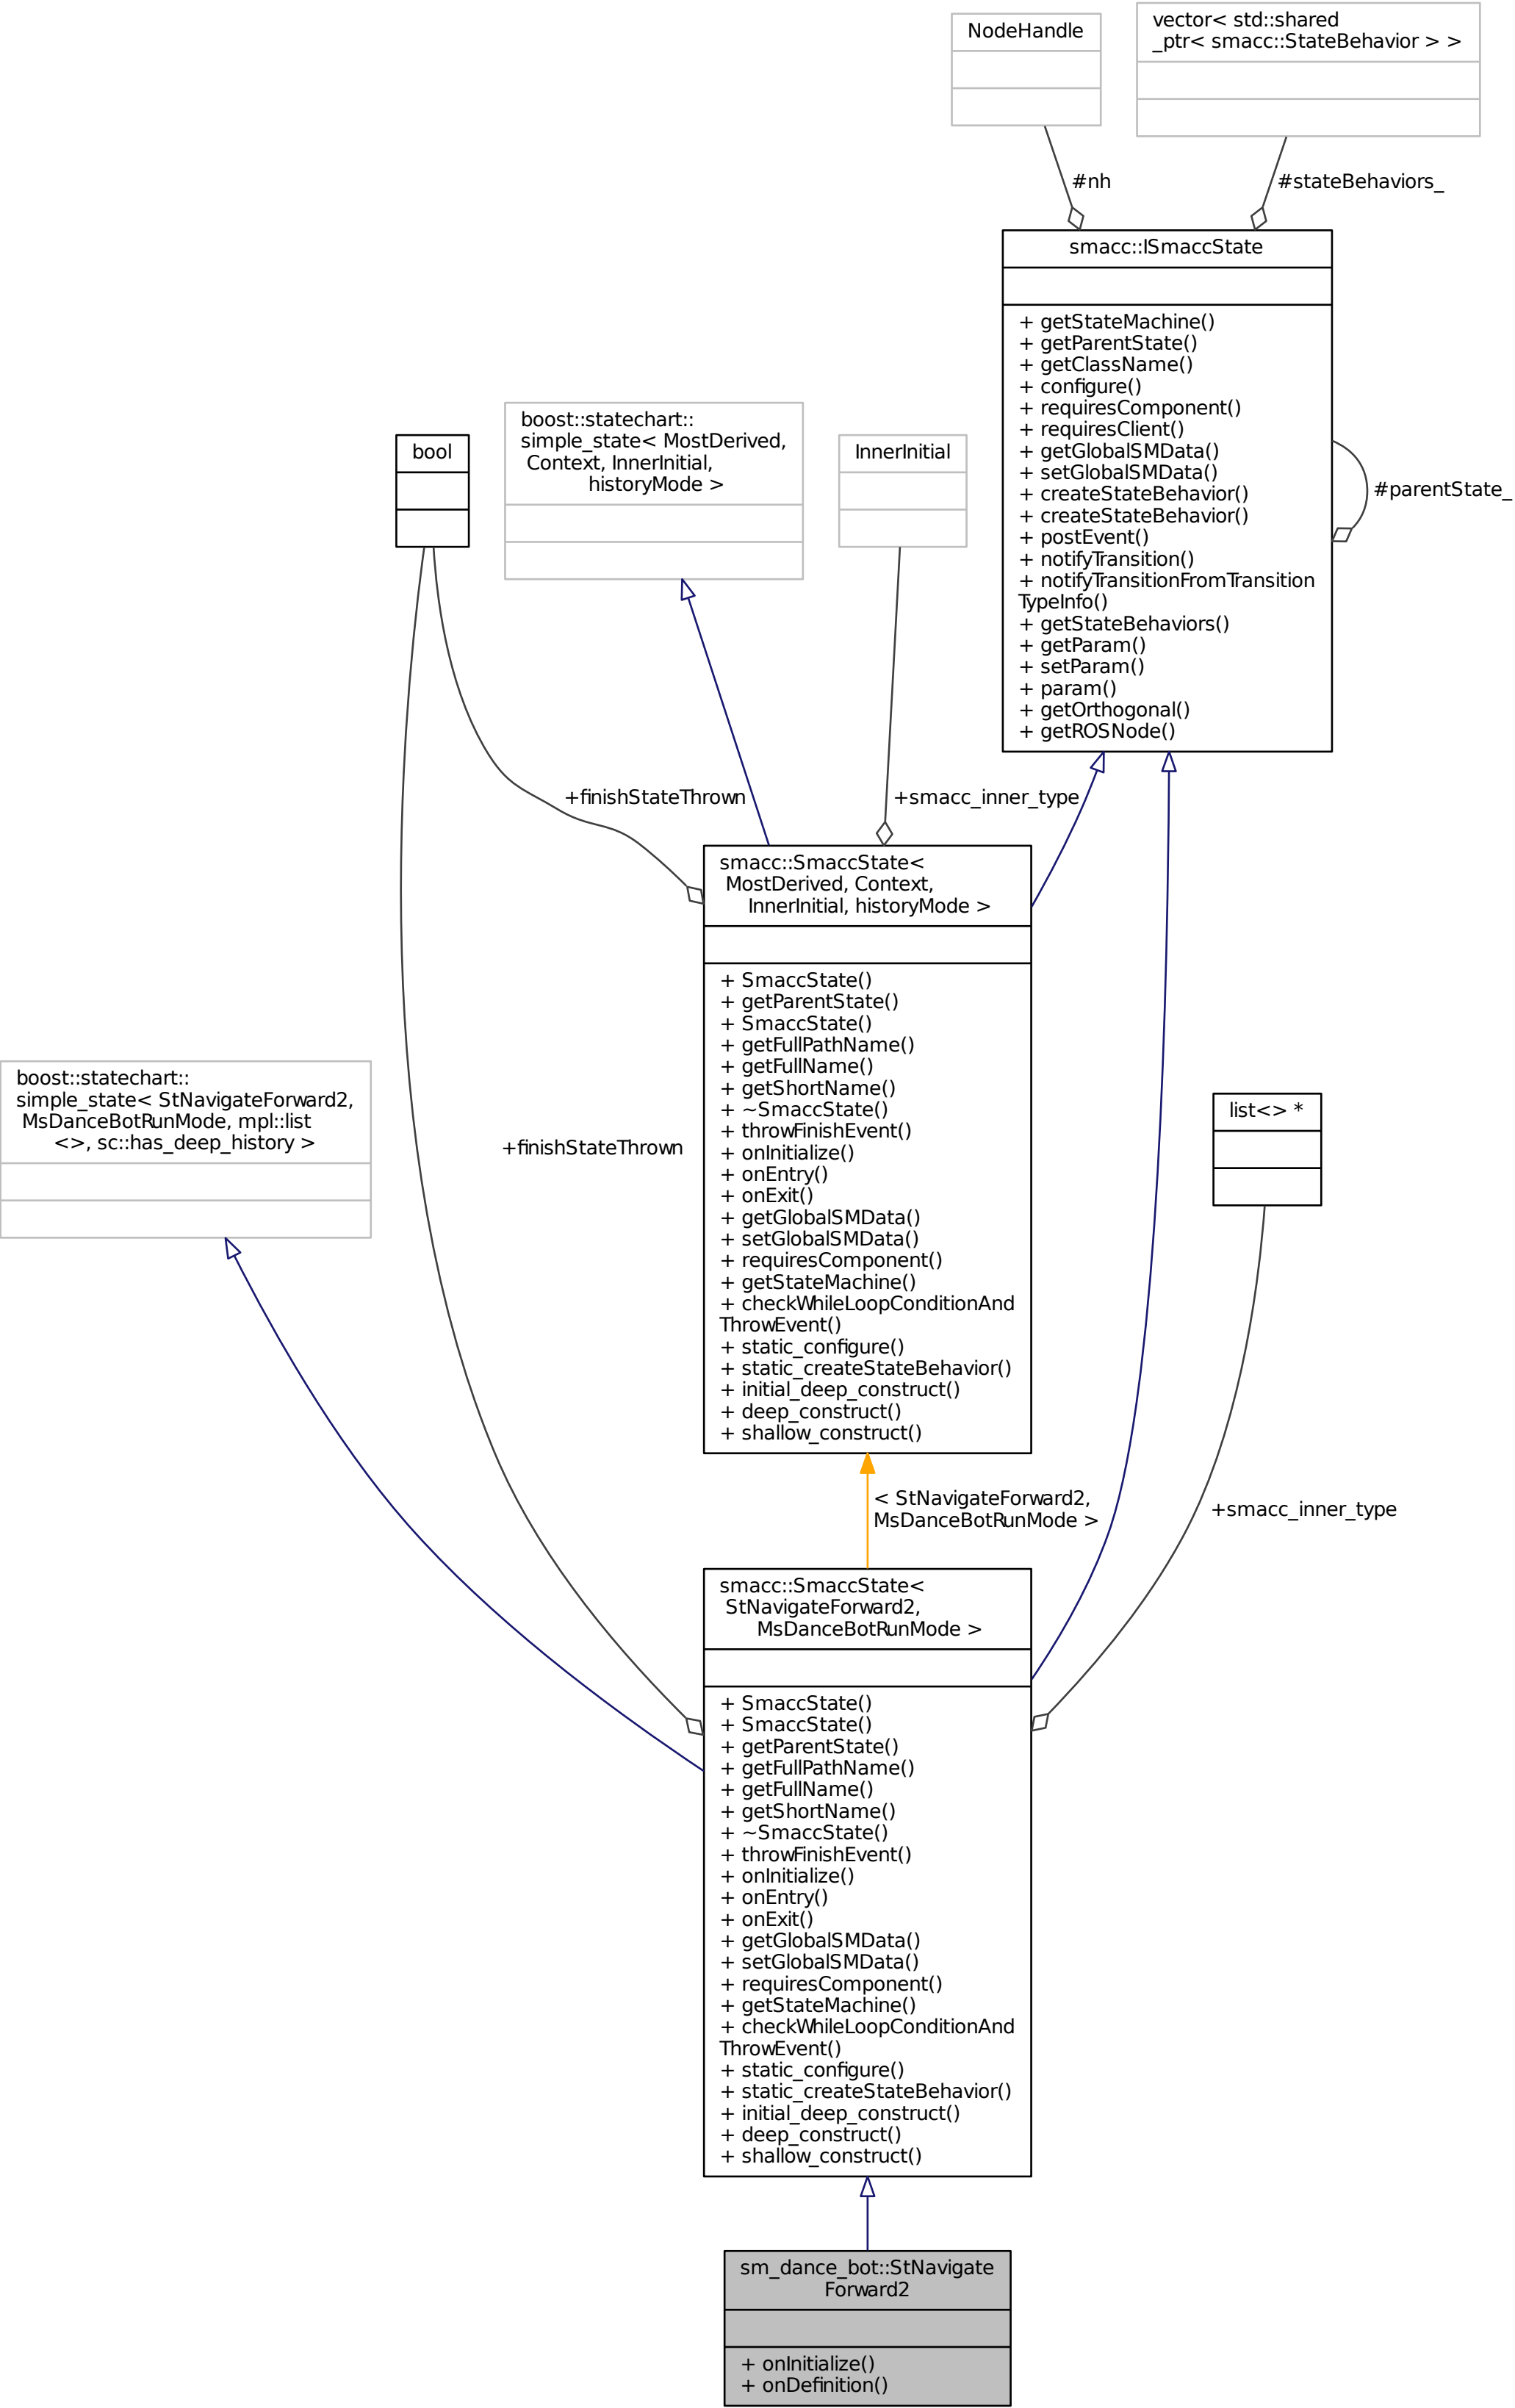 NodeHandle
vector< std::shared
_ptr< smacc::StateBehavior > >
#nh
#stateBehaviors_
smacc::ISmaccState
+ getStateMachine()
+ getParentState()
+ getClassName()
+ configure()
+ requiresComponent()
+ requiresClient()
+ getGlobalSMData()
+ setGlobalSMData()
+ createStateBehavior()
+ createStateBehavior()
+ postEvent()
+ notifyTransition()
+ notifyTransitionFromTransition
TypeInfo()
+ getStateBehaviors()
+ getParam()
+ setParam()
+ param()
+ getOrthogonal()
+ getROSNode()
#parentState_
bool
boost::statechart::
simple_state< MostDerived,
Context, InnerInitial,
historyMode >
InnerInitial
+finishStateThrown
+smacc_inner_type
smacc::SmaccState<
MostDerived, Context,
InnerInitial, historyMode >
+ SmaccState()
+ getParentState()
+ SmaccState()
+ getFullPathName()
+ getFullName()
+ getShortName()
+ ~SmaccState()
+ throwFinishEvent()
+ onInitialize()
+ onEntry()
+ onExit()
+ getGlobalSMData()
+ setGlobalSMData()
+ requiresComponent()
+ getStateMachine()
+ checkWhileLoopConditionAnd
ThrowEvent()
+ static_configure()
+ static_createStateBehavior()
+ initial_deep_construct()
+ deep_construct()
+ shallow_construct()
boost::statechart::
simple_state< StNavigateForward2,
MsDanceBotRunMode, mpl::list
<>, sc::has_deep_history >
+finishStateThrown
list<> *
< StNavigateForward2,
MsDanceBotRunMode >
+smacc_inner_type
smacc::SmaccState<
StNavigateForward2,
MsDanceBotRunMode >
+ SmaccState()
+ SmaccState()
+ getParentState()
+ getFullPathName()
+ getFullName()
+ getShortName()
+ ~SmaccState()
+ throwFinishEvent()
+ onInitialize()
+ onEntry()
+ onExit()
+ getGlobalSMData()
+ setGlobalSMData()
+ requiresComponent()
+ getStateMachine()
+ checkWhileLoopConditionAnd
ThrowEvent()
+ static_configure()
+ static_createStateBehavior()
+ initial_deep_construct()
+ deep_construct()
+ shallow_construct()
sm_dance_bot::StNavigate
Forward2
+ onInitialize()
+ onDefinition()